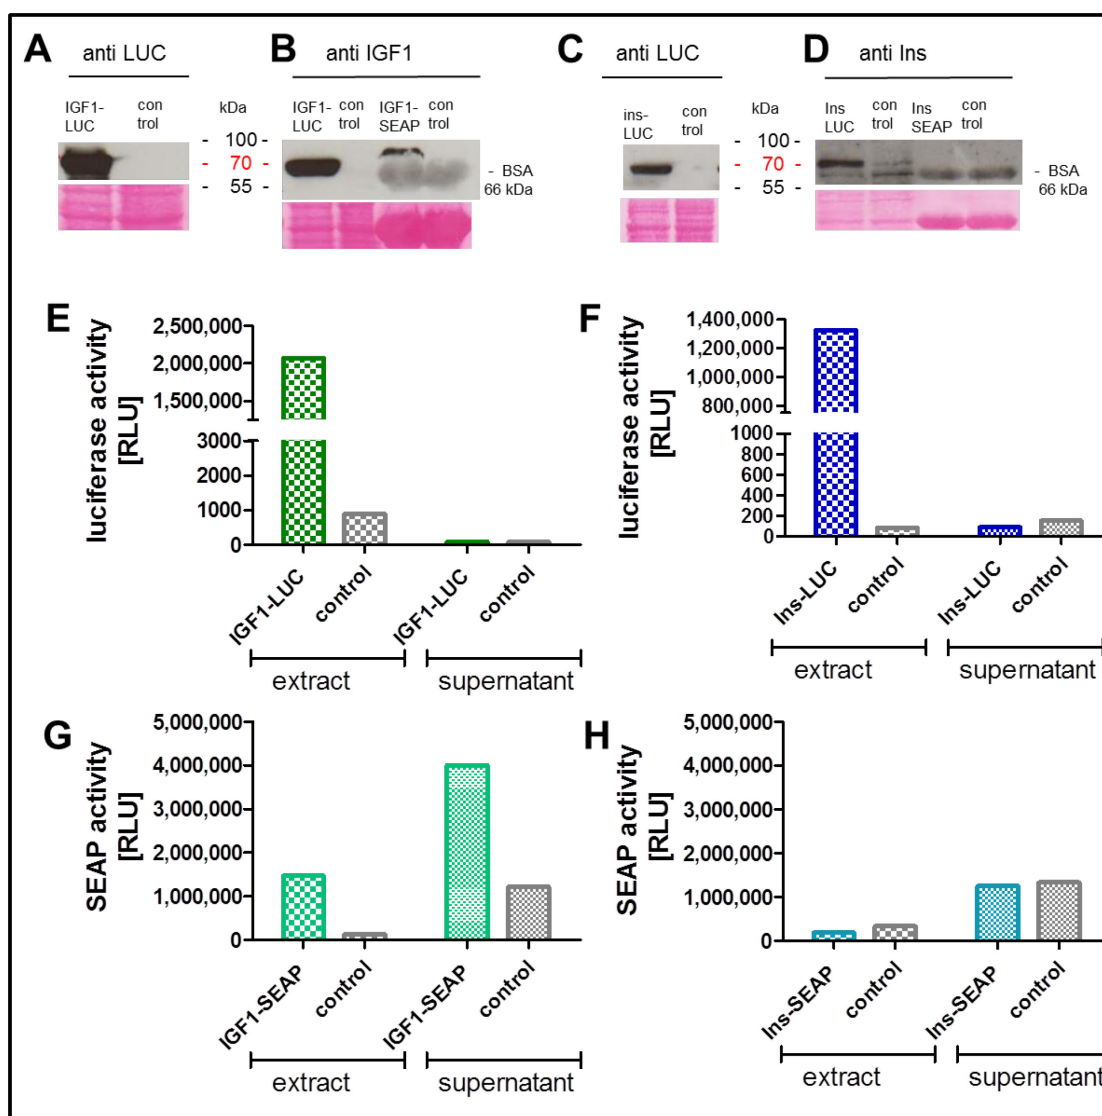 A
anti LUC
B
anti IGF1
C
anti LUC
D
anti Ins
IGF1-
LUC
con
trol
kDa
IGF1-
LUC
con
trol
IGF1-
SEAP
con
trol
ins-
LUC
con
trol
kDa
Ins
LUC
con
trol
Ins
SEAP
con
trol
- 100 -
- 70 -
- 55 -
- BSA
66 kDa
- 100 -
- 70 -
- 55 -
- BSA
66 kDa
E
luciferase activity
[RLU]
2,500,000
2,000,000
1,500,000
3000
2000
1000
0
IGF1-LUC
control
IGF1-LUC
control
extract
supernatant
F
luciferase activity
[RLU]
1,400,000
1,200,000
1,000,000
800,000
1000
800
600
400
200
0
Ins-LUC
control
Ins-LUC
control
extract
supernatant
G
SEAP activity
[RLU]
5,000,000
4,000,000
3,000,000
2,000,000
1,000,000
0
IGF1-SEAP
control
IGF1-SEAP
control
extract
supernatant
H
SEAP activity
[RLU]
5,000,000
4,000,000
3,000,000
2,000,000
1,000,000
0
Ins-SEAP
control
Ins-SEAP
control
extract
supernatant